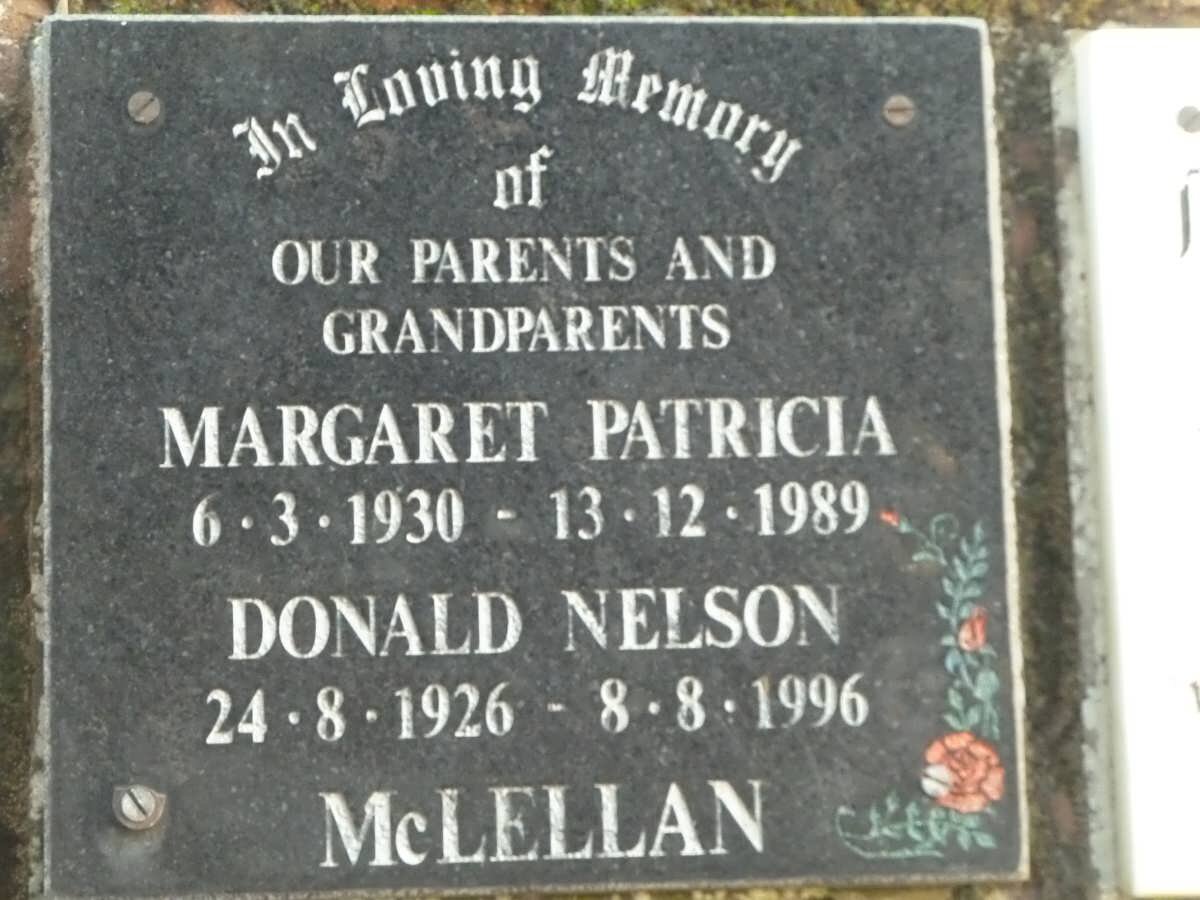 In Loving Memory
of
OUR PARENTS AND
GRANDPARENTS
MARGARET PATRICIA
6·3·1930 - 13·12·1989
DONALD NELSON
24·8·1926 - 8·8·1996
McLELLAN